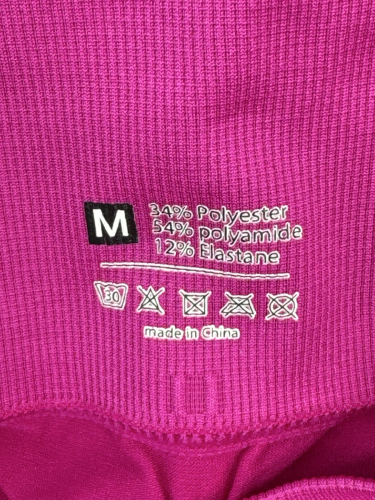 M
34% Polyester
54% polyamide
12% Elastane
30
made in China